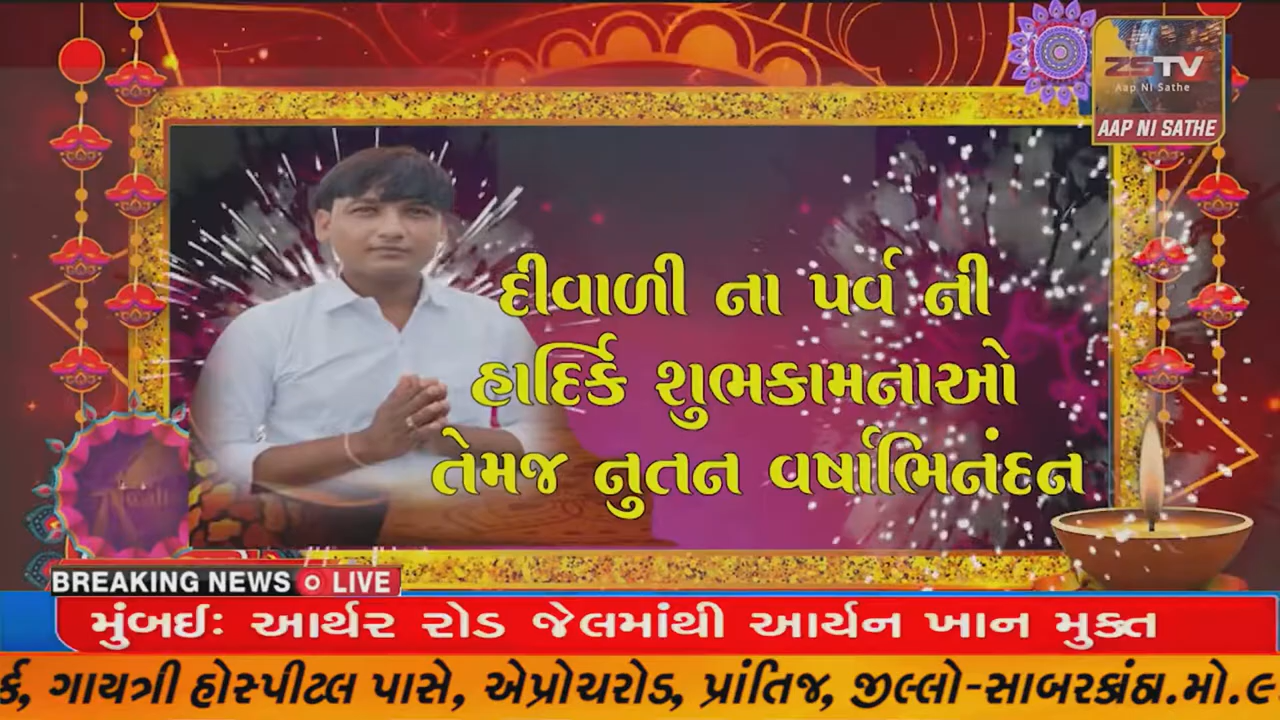 ZSTV
Aap Ni Sathe
AAP NI SATHE
દીવાળી ના પર્વ ની
હાદિર્ક શુભકામનાઓ
તેમજ નુતન વર્ષાભિનંદન
BREAKING NEWS LIVE
મુંબઈઃ આર્થર રોડ જેલમાંથી આર્યન ખાન મુક્ત
ર્ક, ગાયત્રી હોસ્પીટલ પાસે, એપ્રોચરોડ, પ્રાંતિજ, જીલ્લો-સાબરકાંઠા.મો.૯